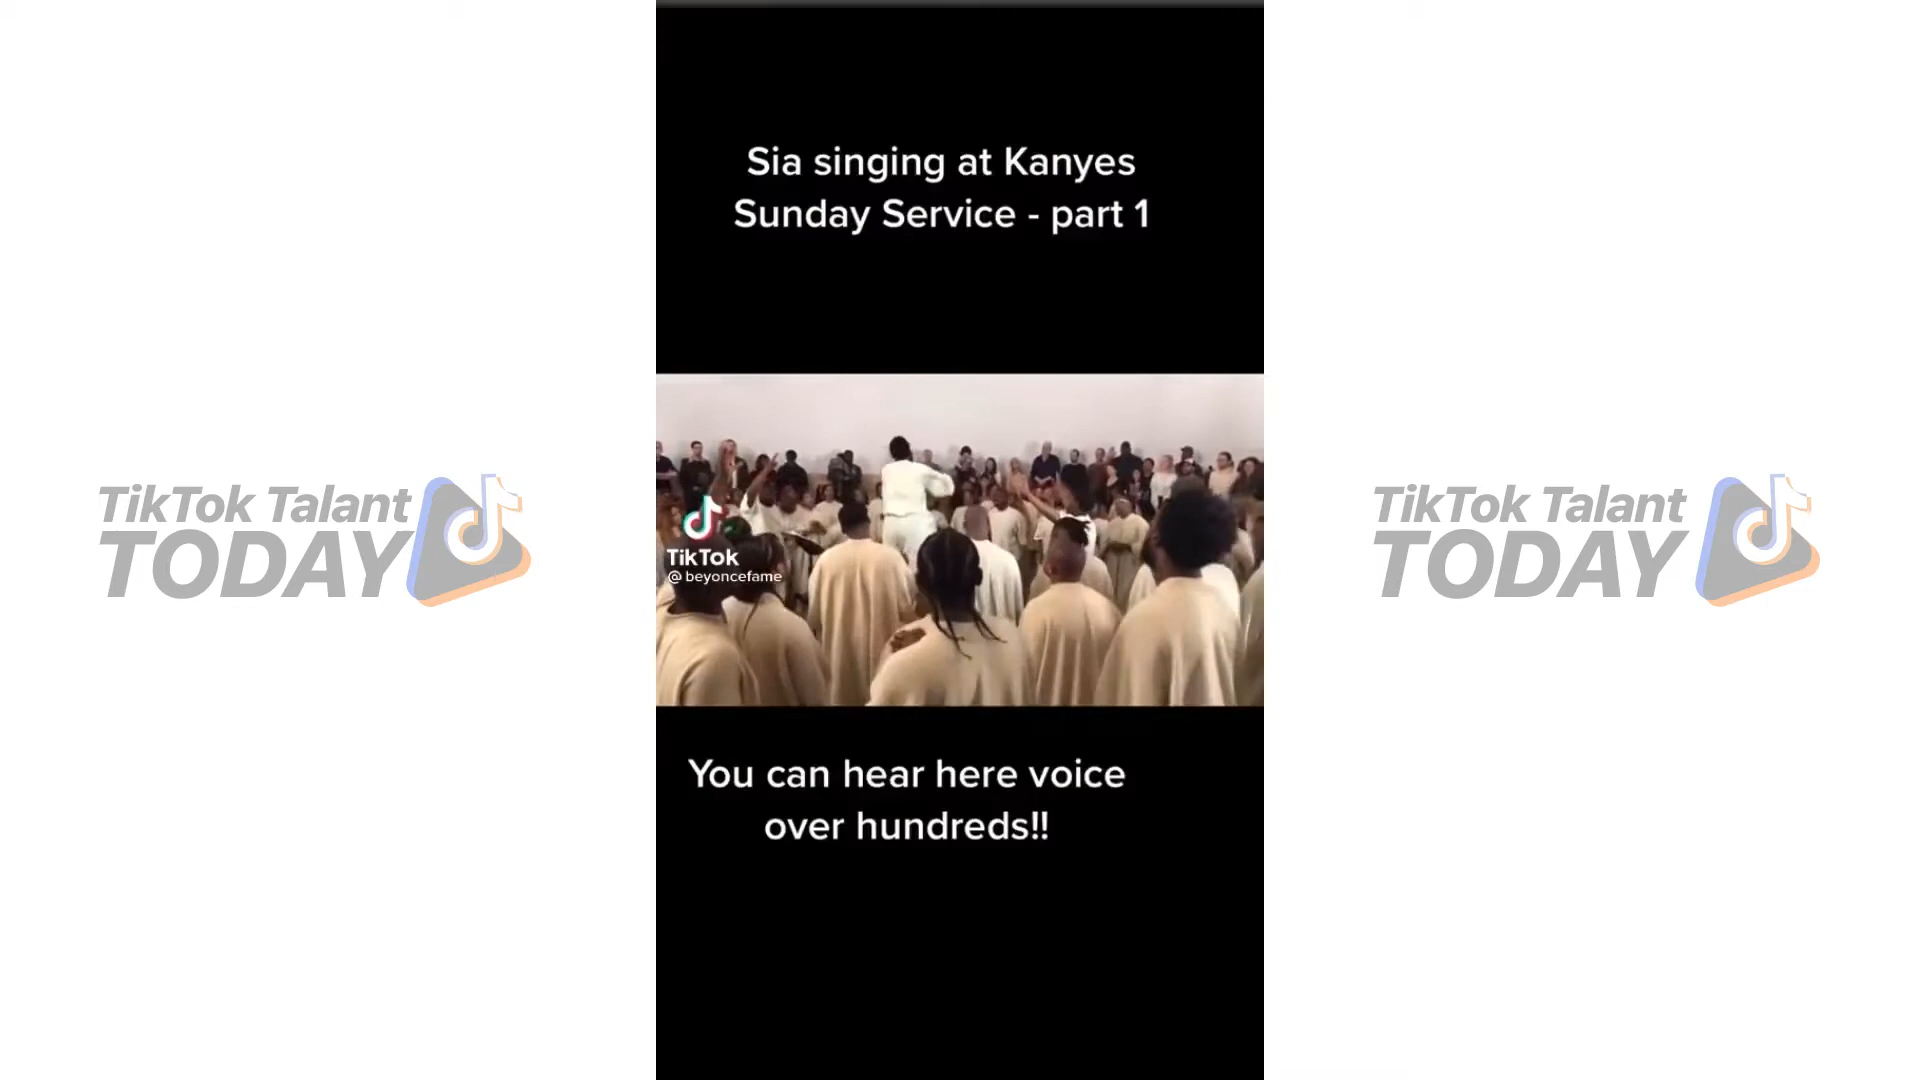 Sia singing at Kanyes
Sunday Service - part 1
TikTok Talant
TODAY
TikTok
@ beyoncefame
TikTok Talant
TODAY
You can hear here voice
over hundreds!!